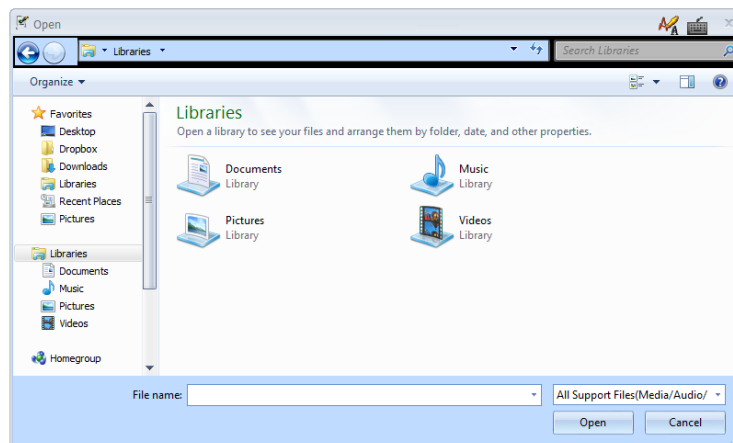 Open
Libraries
Search Libraries
Organize
Favorites
Desktop
Dropbox
Downloads
Libraries
Recent Places
Pictures
Libraries
Documents
Music
Pictures
Videos
Homegroup
Libraries
Open a library to see your files and arrange them by folder, date, and other properties.
Documents
Library
Music
Library
Pictures
Library
Videos
Library
File name:
All Support Files(Media/Audio/
Open
Cancel